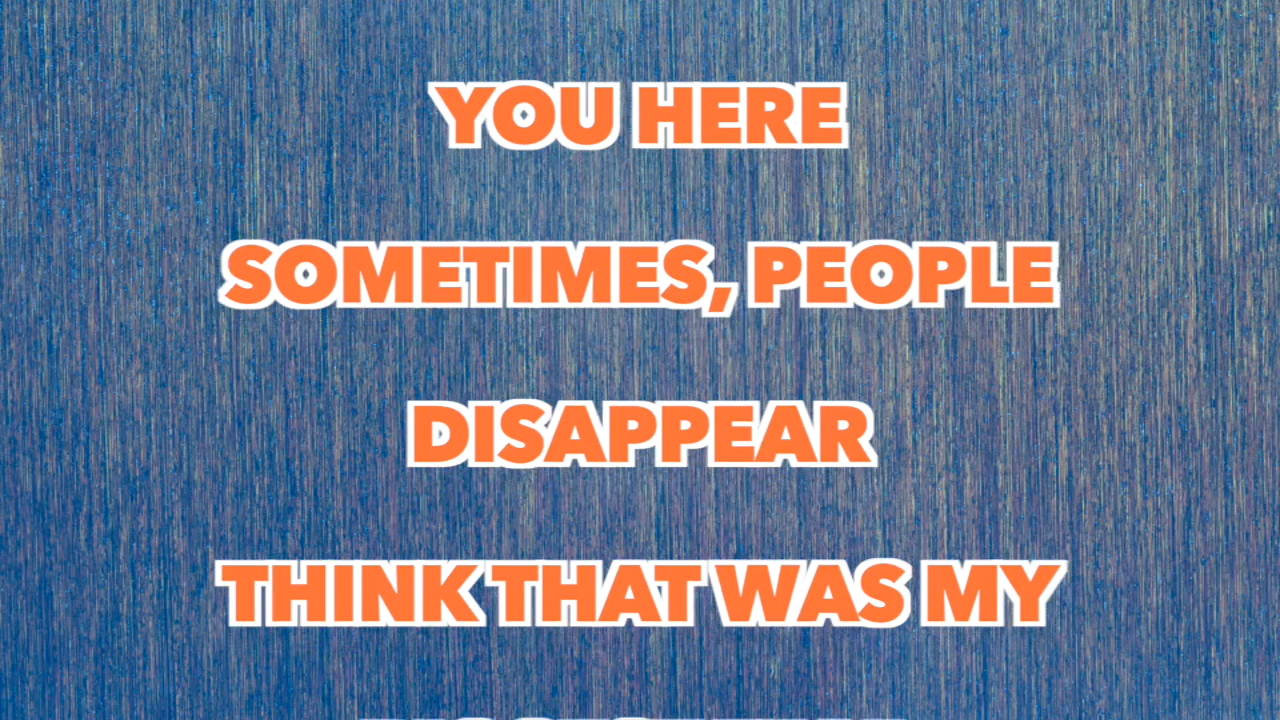 YOU HERE
SOMETIMES, PEOPLE
DISAPPEAR
THINK THAT WAS MY